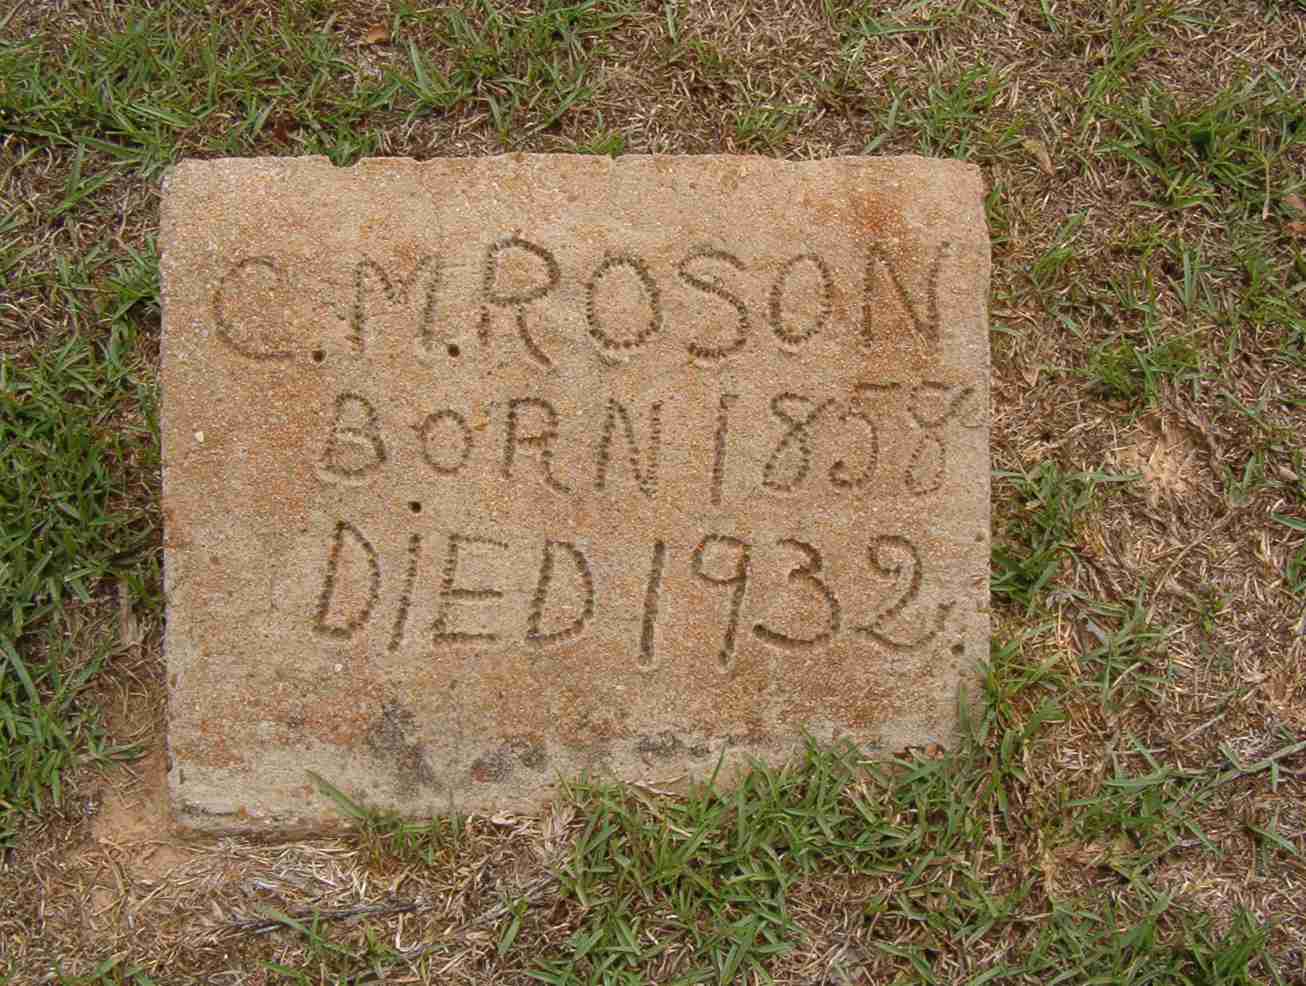 C.M.ROSON
BORN 1858
DiED 1932.